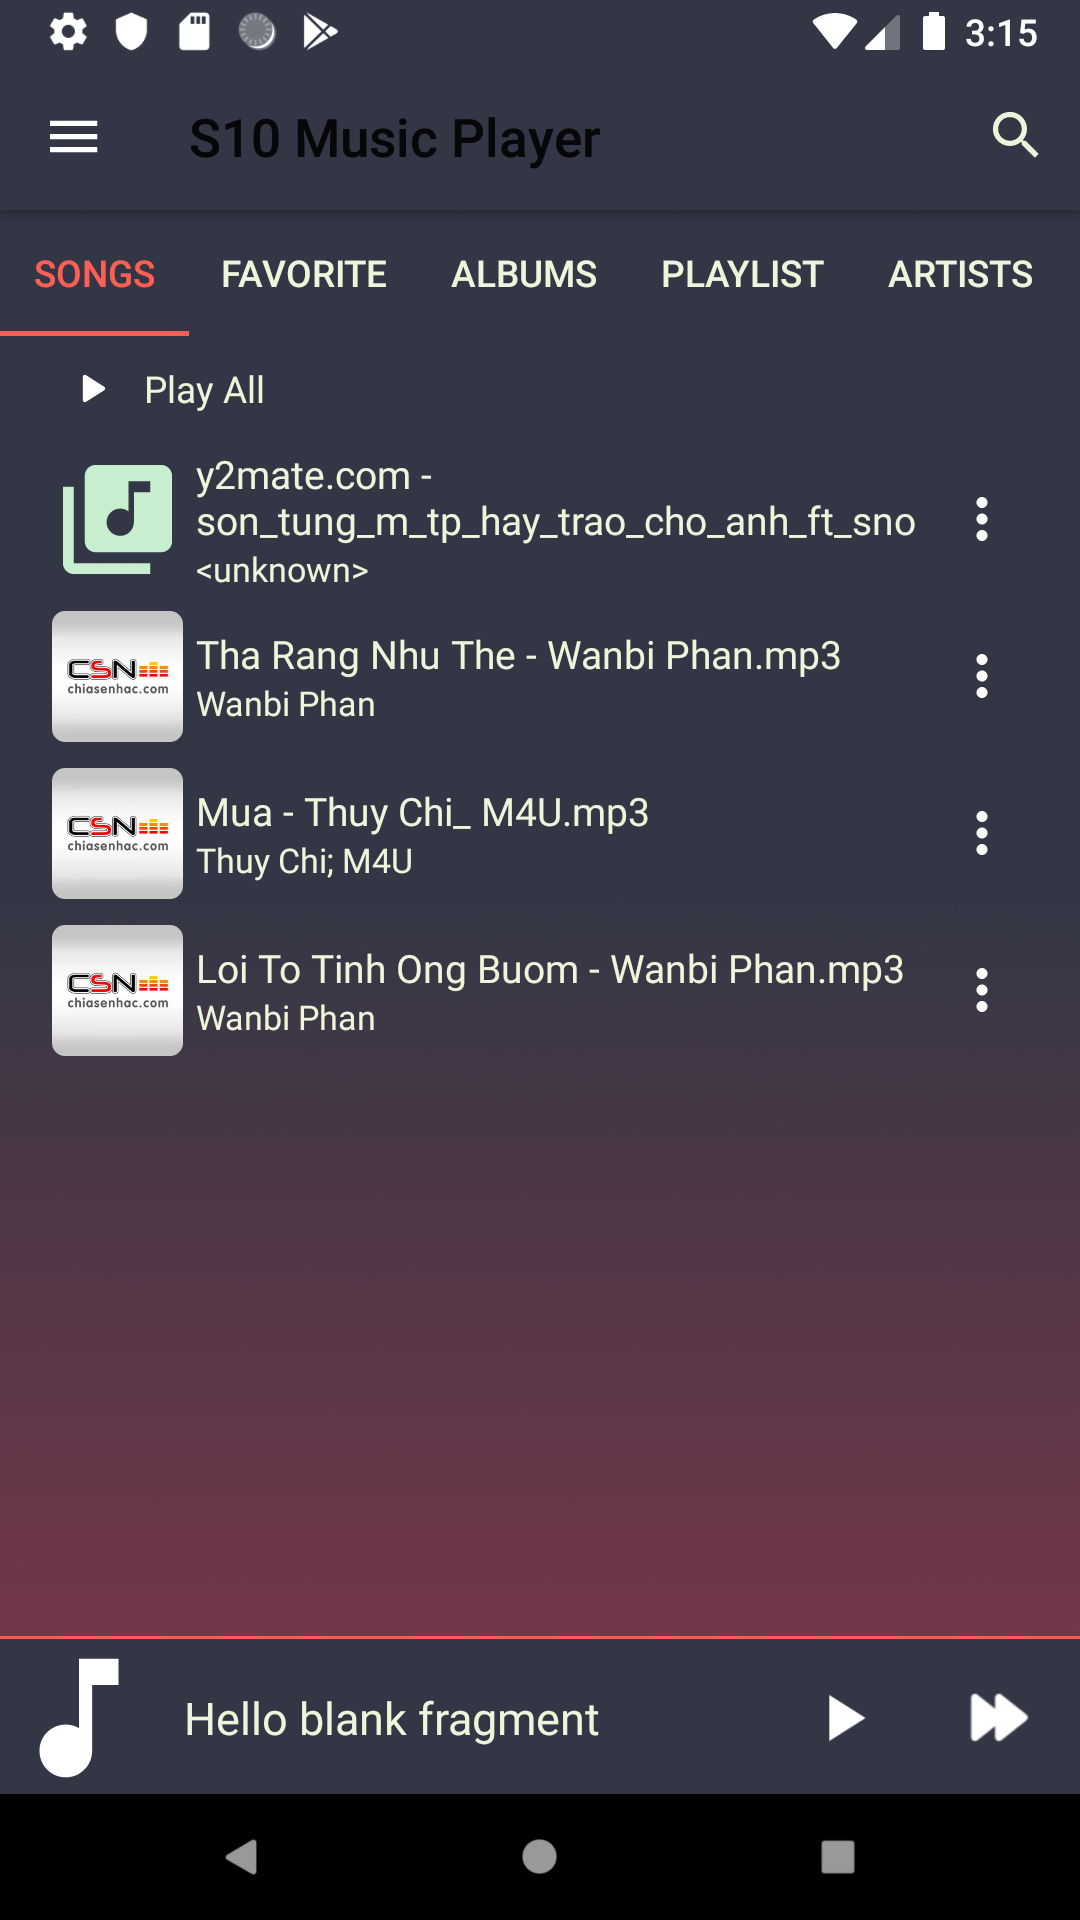 3:15
S10 Music Player
SONGS FAVORITE ALBUMS PLAYLIST ARTISTS
Play All
y2mate.com -
son_tung_m_tp_hay_trao_cho_anh_ft_sno
<unknown>
CSN
chiasenhac.com
Tha Rang Nhu The - Wanbi Phan.mp3
Wanbi Phan
CSN
chiasenhac.com
Mua - Thuy Chi_ M4U.mp3
Thuy Chi; M4U
CSN
chiasenhac.com
Loi To Tinh Ong Buom - Wanbi Phan.mp3
Wanbi Phan
Hello blank fragment